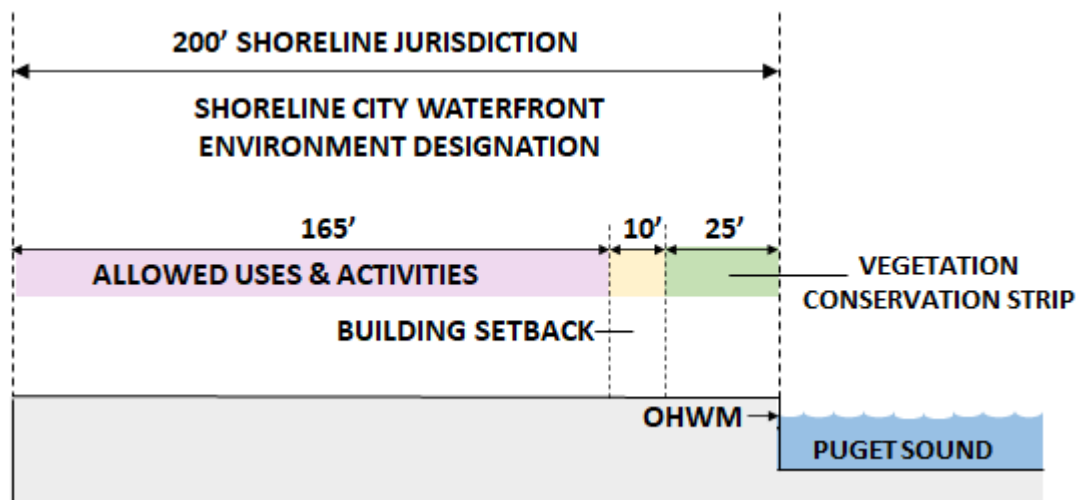 200’ SHORELINE JURISDICTION
SHORELINE CITY WATERFRONT
ENVIRONMENT DESIGNATION
165’
10’
25’
ALLOWED USES & ACTIVITIES
VEGETATION
CONSERVATION STRIP
BUILDING SETBACK
OHWM
PUGET SOUND